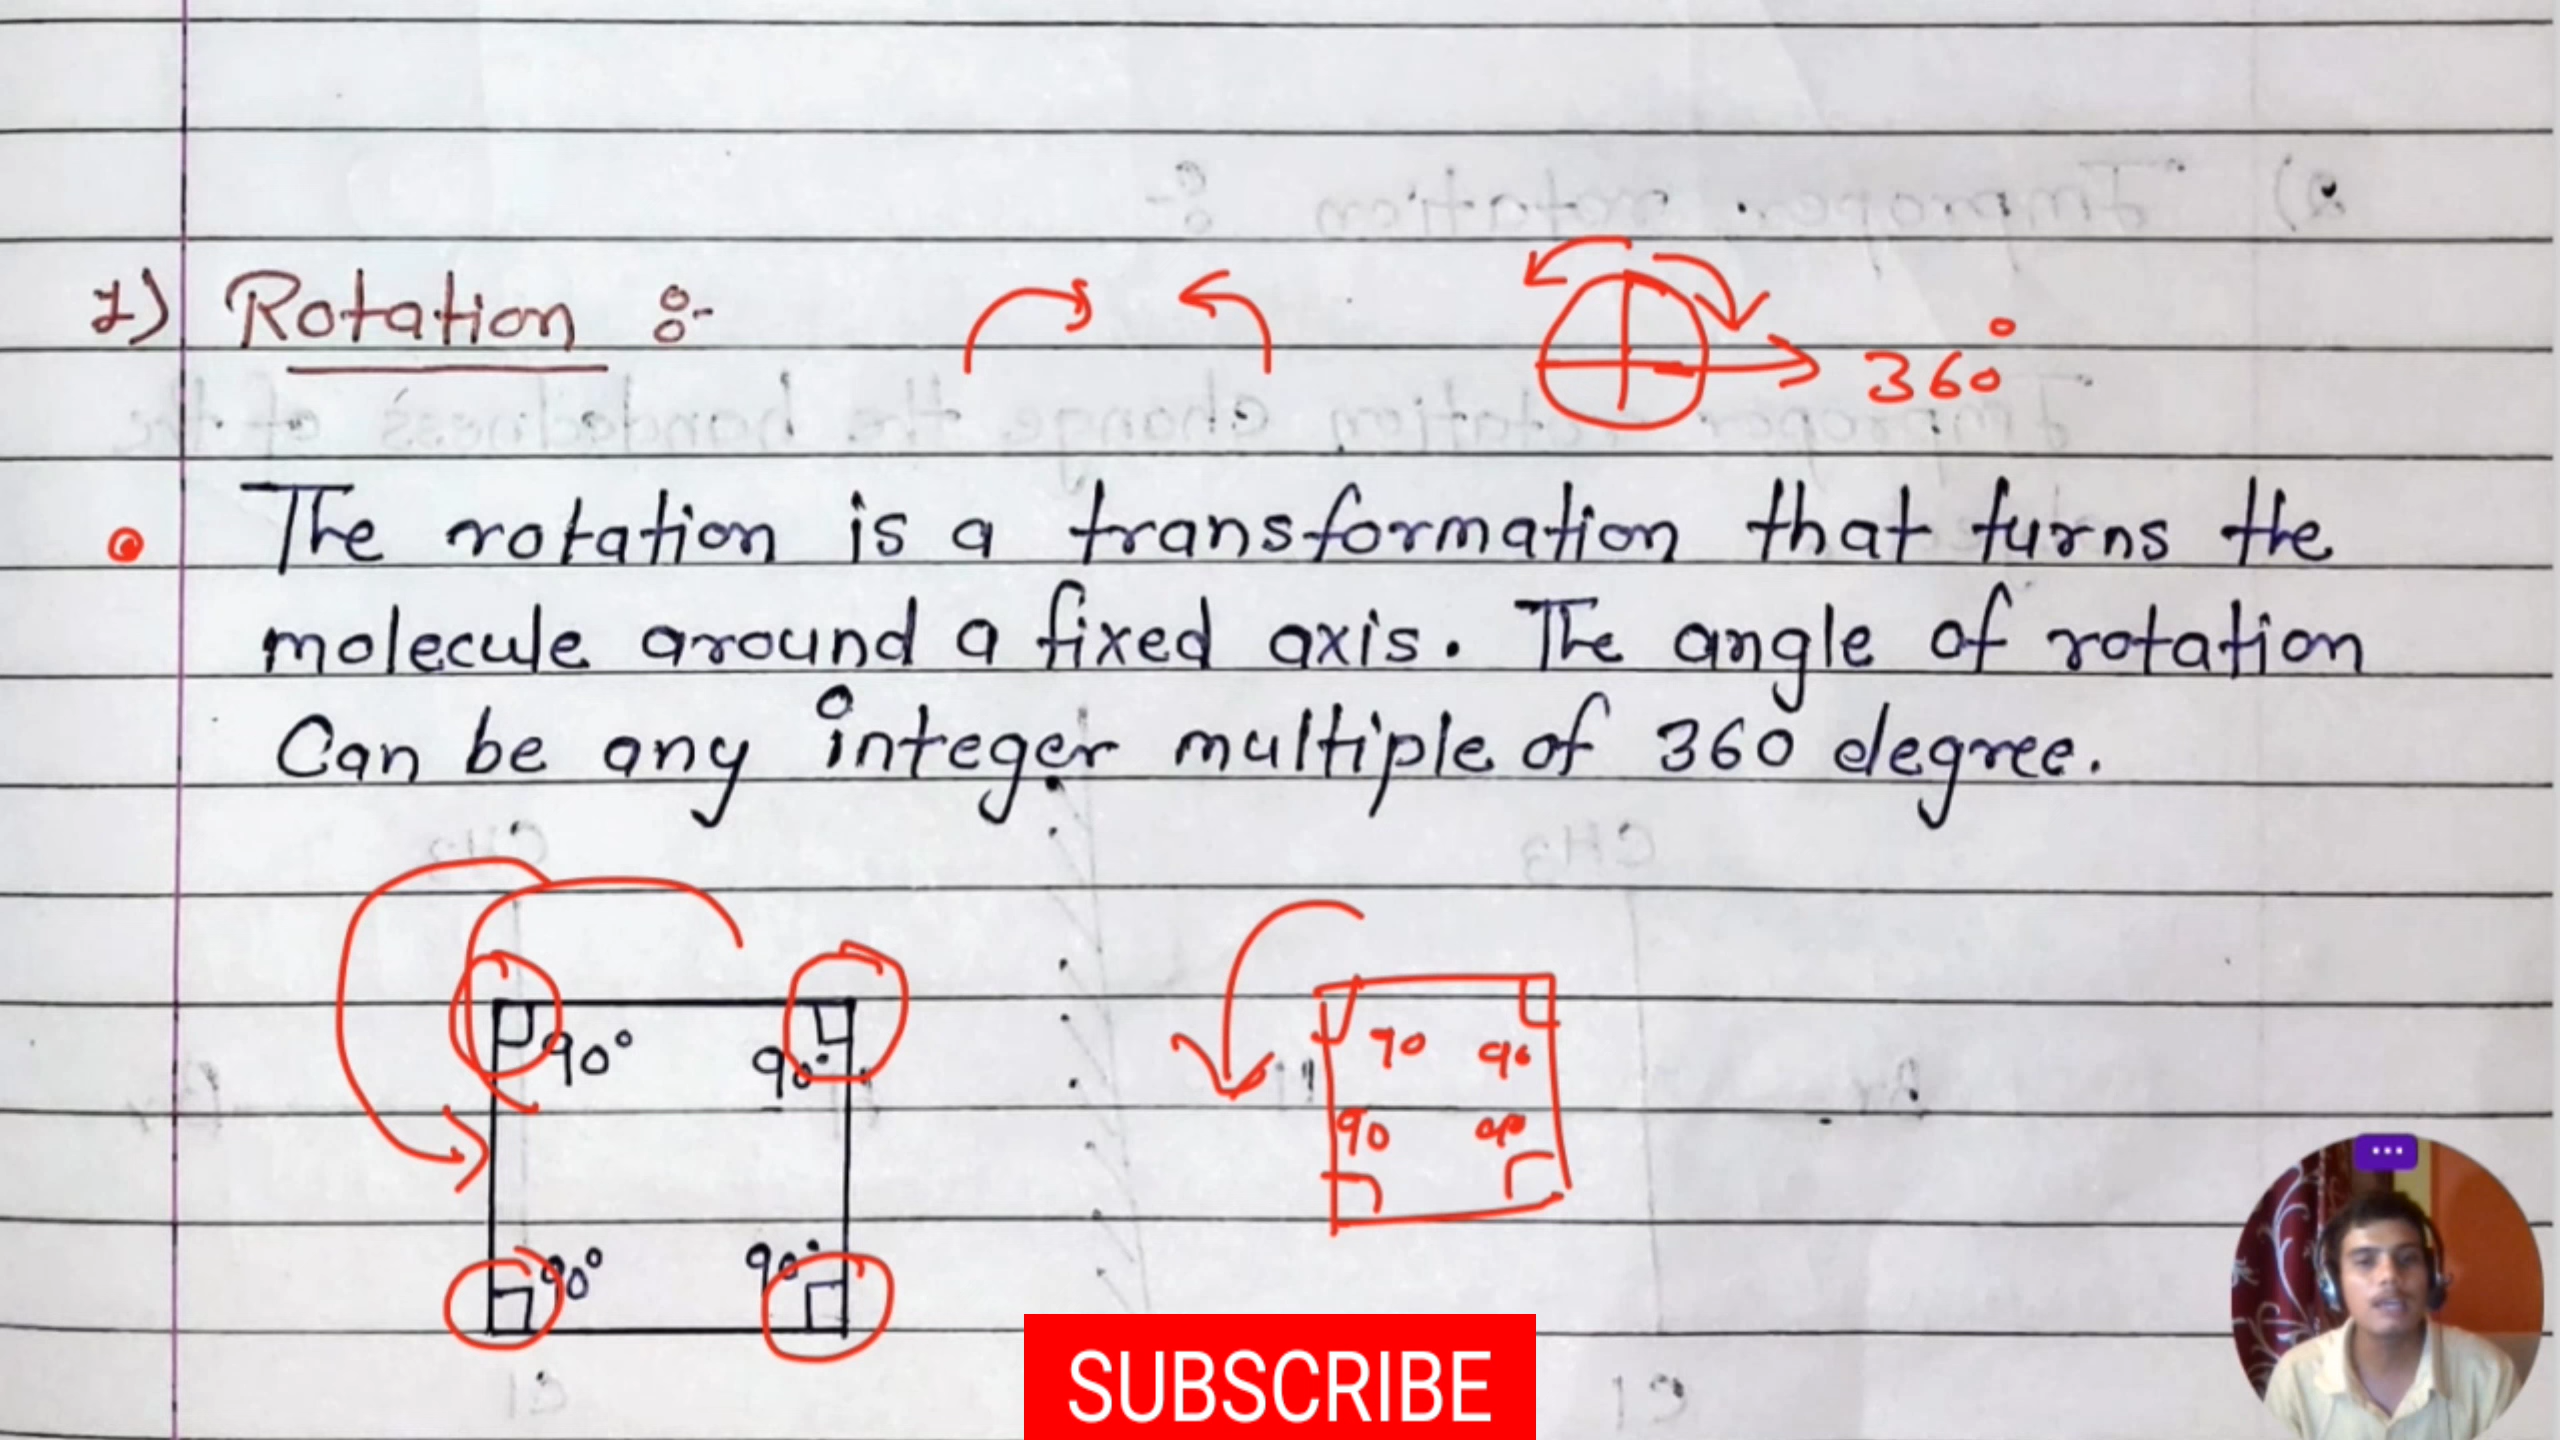 1) Rotation :-
360°
The rotation is a transformation that turns the
molecule around a fixed axis. The angle of rotation
Can be any integer multiple of 360 degree.
90° 90°
90° 90°
90 90
90 90
SUBSCRIBE